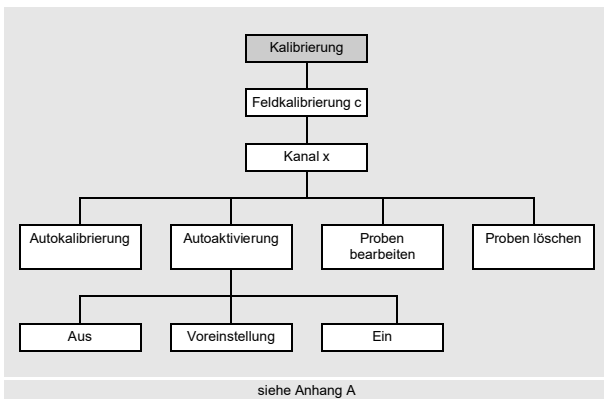 Kalibrierung
Feldkalibrierung c
Kanal x
Autokalibrierung
Autoaktivierung
Proben
bearbeiten
Proben löschen
Aus
Voreinstellung
Ein
siehe Anhang A